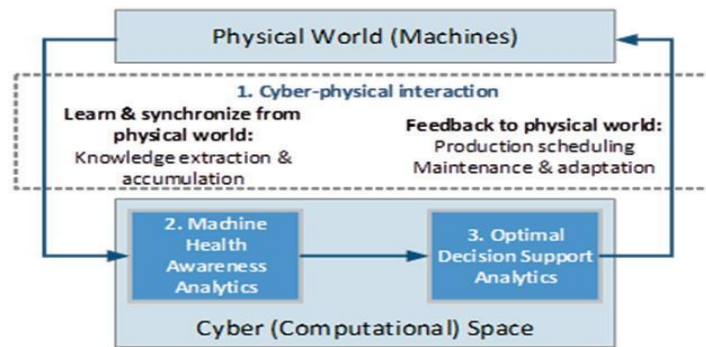 Physical World (Machines)
1. Cyber-physical interaction
Learn & synchronize from
physical world:
Knowledge extraction &
accumulation
Feedback to physical world:
Production scheduling
Maintenance & adaptation
2. Machine
Health
Awareness
Analytics
3. Optimal
Decision Support
Analytics
Cyber (Computational) Space